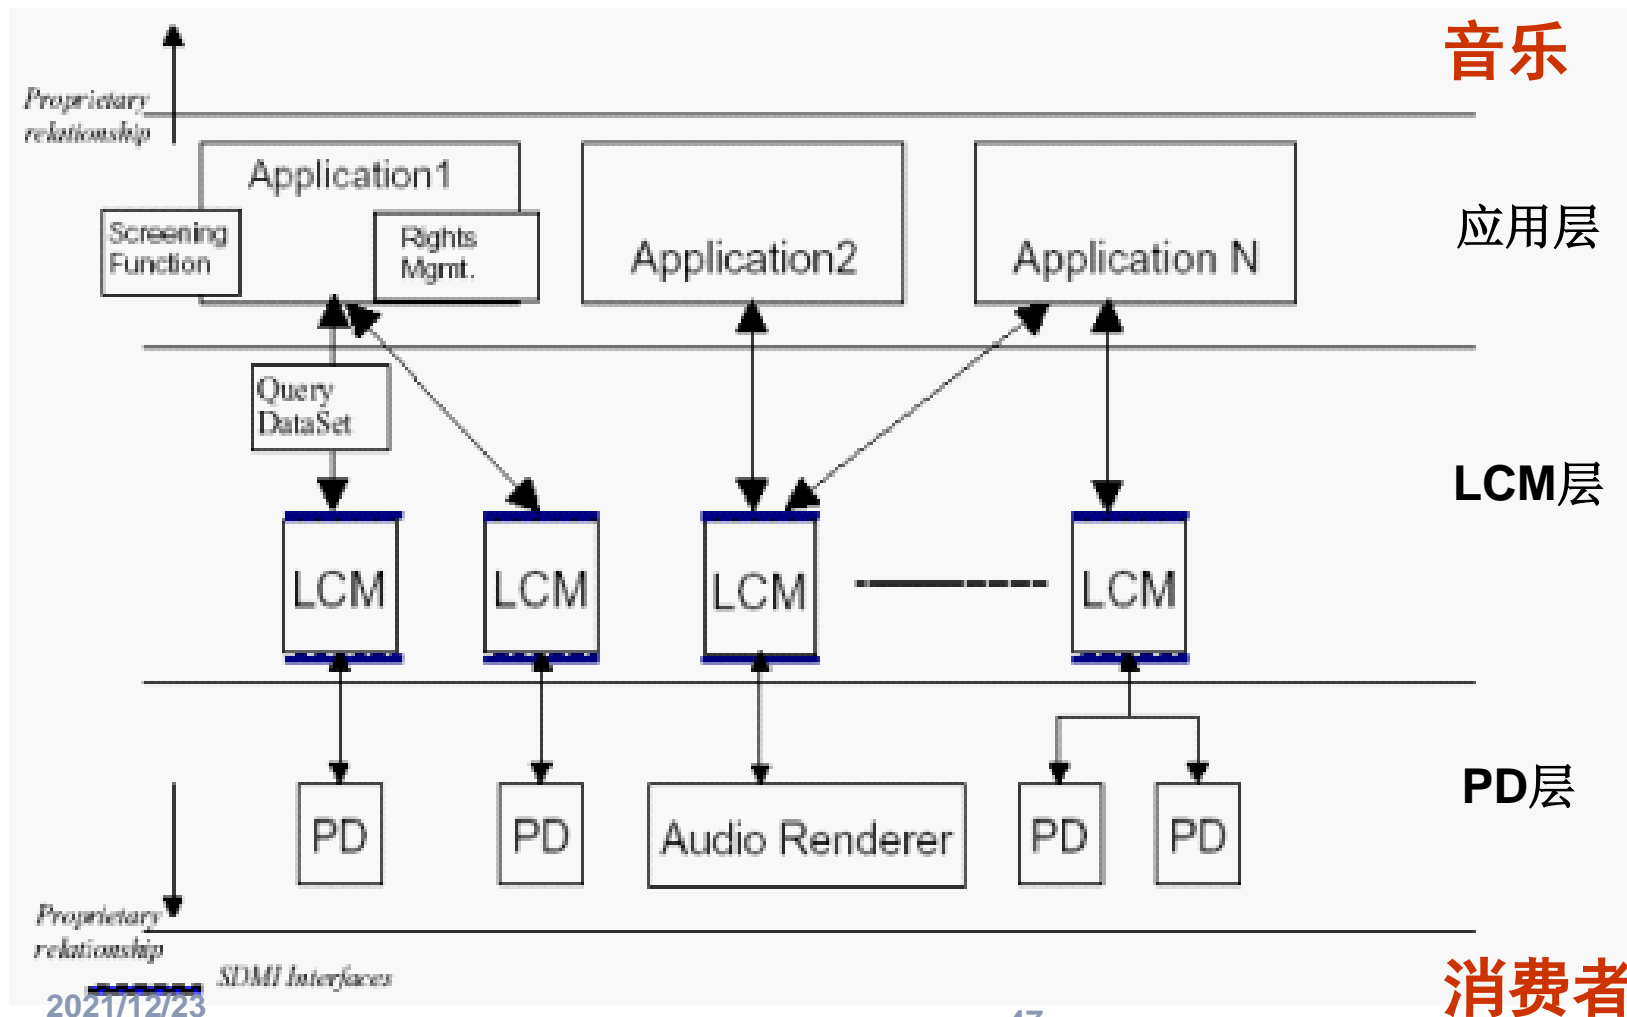 音乐
Proprietary
relationship
Application1
Screening
Function
Rights
Mgmt.
Application2
Application N
应用层
Query
DataSet
LCM层
LCM
LCM
LCM
LCM
PD层
PD
PD
Audio Renderer
PD
PD
Proprietary
relationship
SDMI Interfaces
消费者
2021/12/23
47